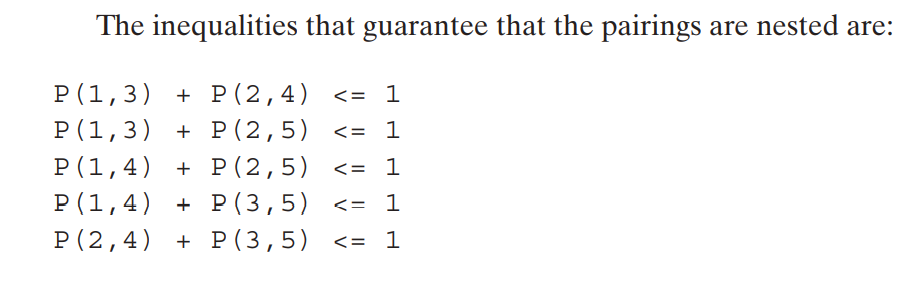 The inequalities that guarantee that the pairings are nested are:
P(1,3) + P(2,4) <= 1
P(1,3) + P(2,5) <= 1
P(1,4) + P(2,5) <= 1
P(1,4) + P(3,5) <= 1
P(2,4) + P(3,5) <= 1